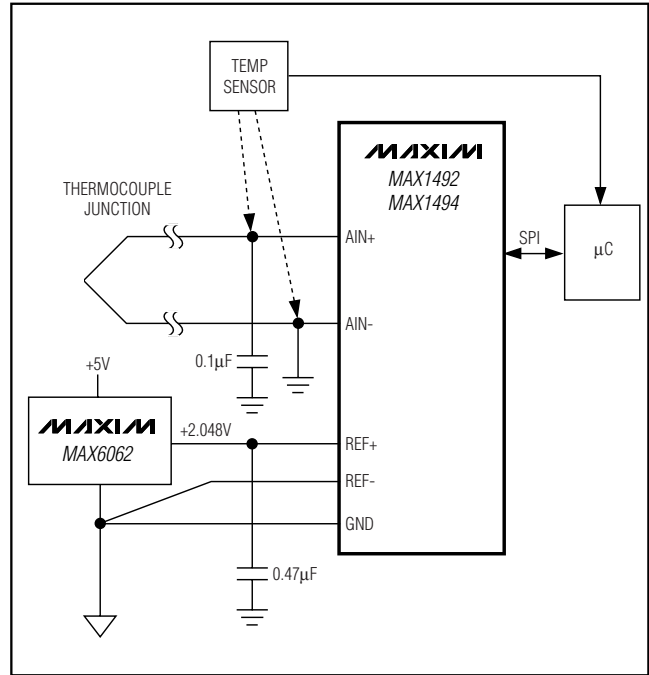 TEMP
SENSOR
MAXIM
MAX1492
MAX1494
THERMOCOUPLE
JUNCTION
AIN+
SPI
µC
AIN-
0.1µF
+5V
MAXIM
MAX6062
+2.048V
REF+
REF-
GND
0.47µF